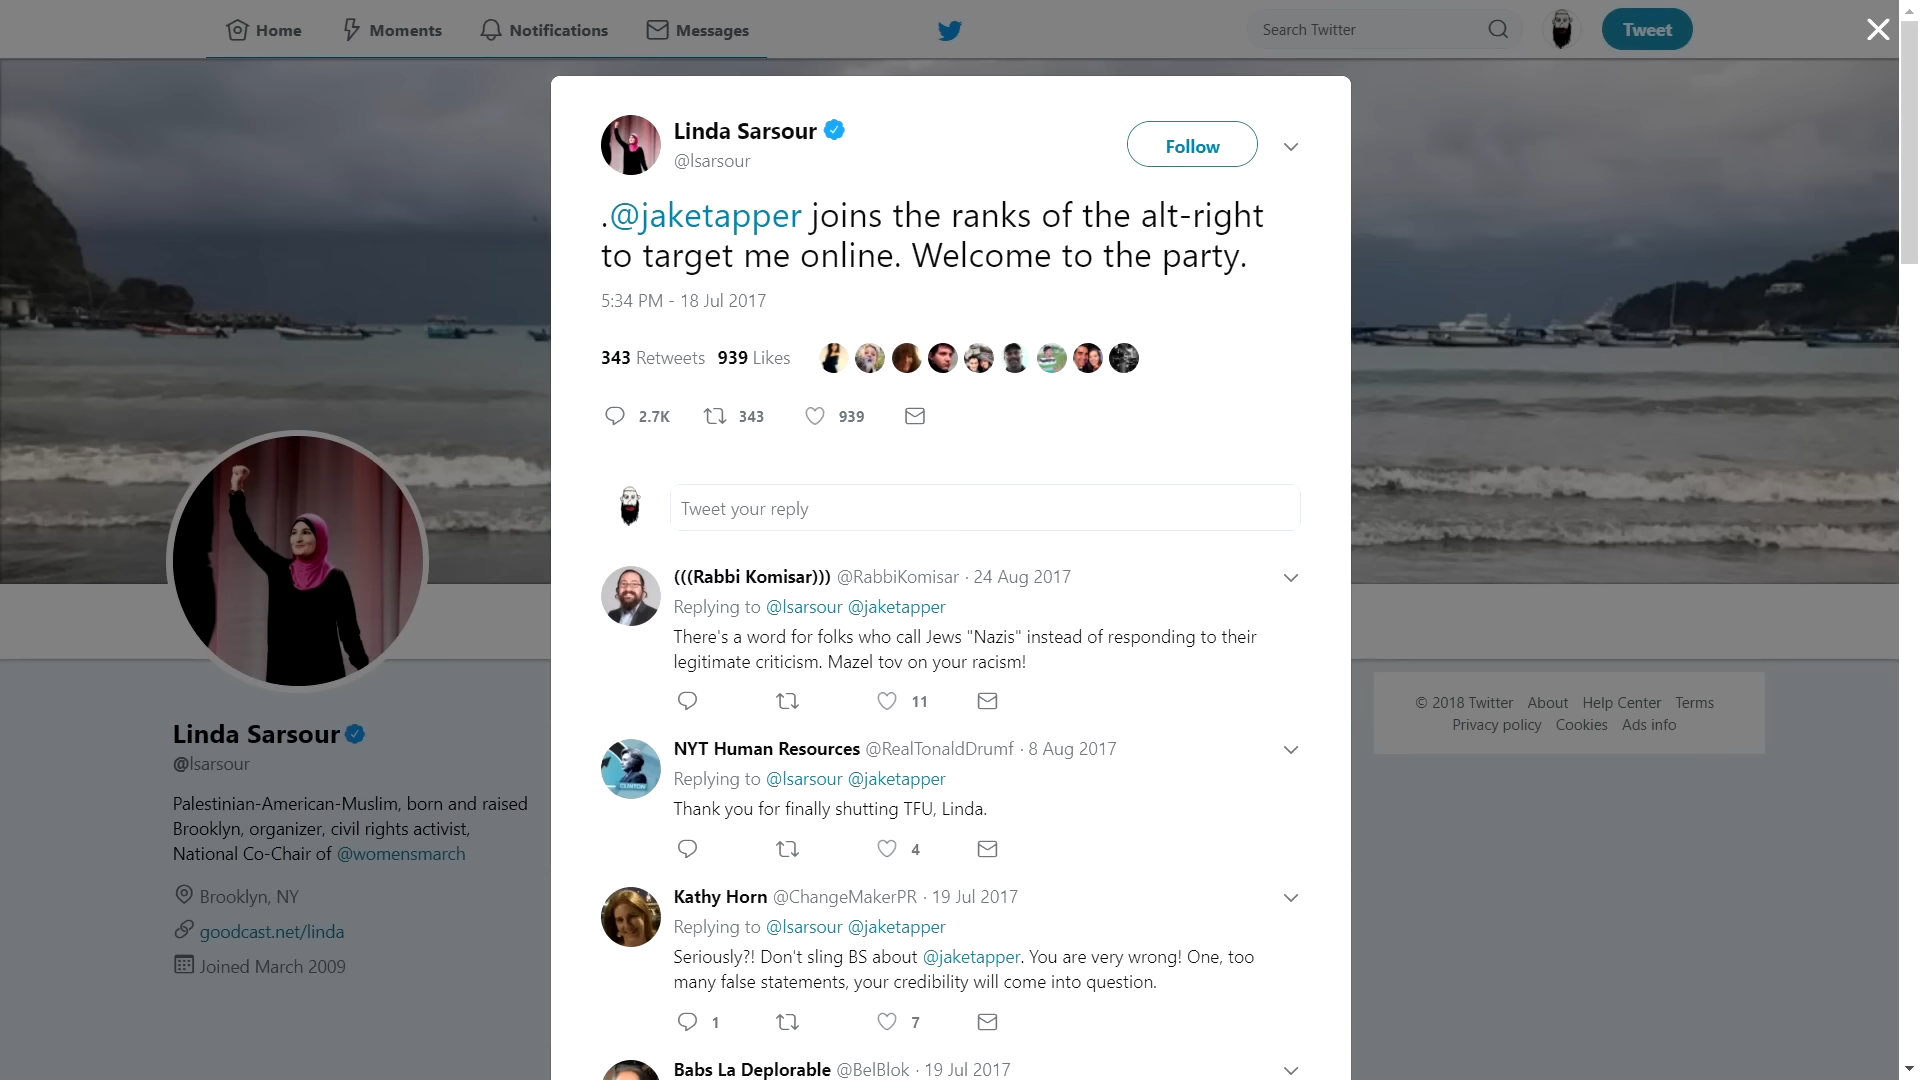 Home Moments Notifications Messages Search Twitter Tweet
Linda Sarsour
@lsarsour
Follow
.@jaketapper joins the ranks of the alt-right
to target me online. Welcome to the party.
5:34 PM - 18 Jul 2017
343 Retweets 939 Likes
2.7K 343 939
Tweet your reply
(((Rabbi Komisar))) @RabbiKomisar · 24 Aug 2017
Replying to @lsarsour @jaketapper
There's a word for folks who call Jews "Nazis" instead of responding to their
legitimate criticism. Mazel tov on your racism!
11
NYT Human Resources @RealTonaldDrumf · 8 Aug 2017
Replying to @lsarsour @jaketapper
Thank you for finally shutting TFU, Linda.
4
Kathy Horn @ChangeMakerPR · 19 Jul 2017
Replying to @lsarsour @jaketapper
Seriously?! Don't sling BS about @jaketapper. You are very wrong! One, too
many false statements, your credibility will come into question.
1 7
Babs La Deplorable @BelBlok · 19 Jul 2017
Linda Sarsour
@lsarsour
Palestinian-American-Muslim, born and raised
Brooklyn, organizer, civil rights activist,
National Co-Chair of @womensmarch
Brooklyn, NY
goodcast.net/linda
Joined March 2009
© 2018 Twitter About Help Center Terms
Privacy policy Cookies Ads info
CLINTON